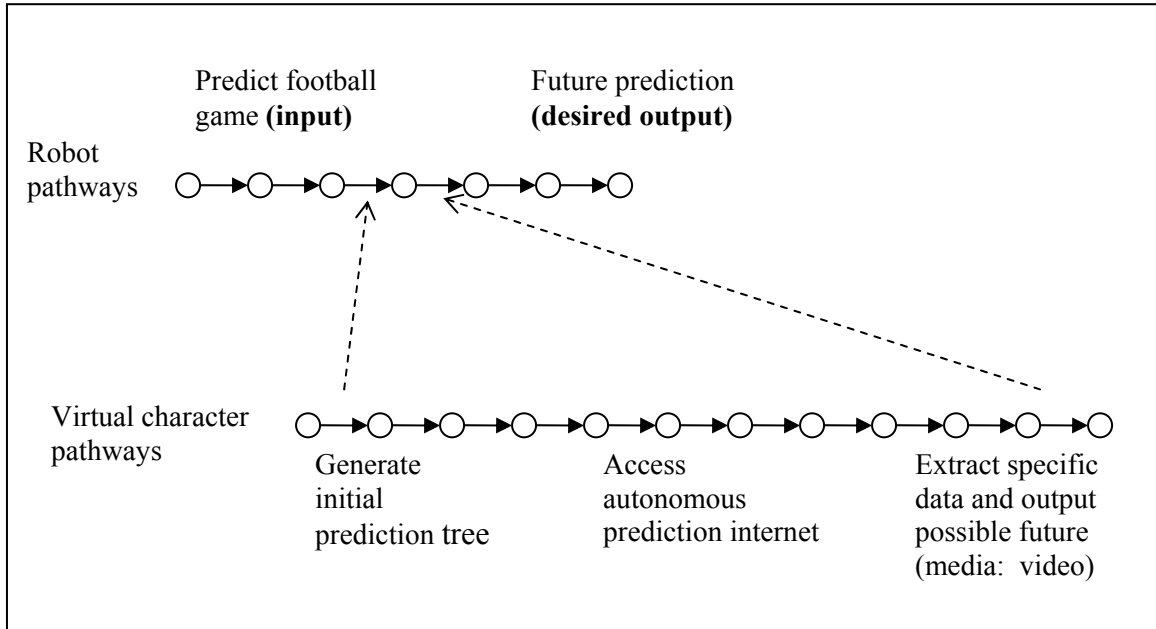 Predict football
game (input)
Future prediction
(desired output)
Robot
pathways
Virtual character
pathways
Generate
initial
prediction tree
Access
autonomous
prediction internet
Extract specific
data and output
possible future
(media:  video)